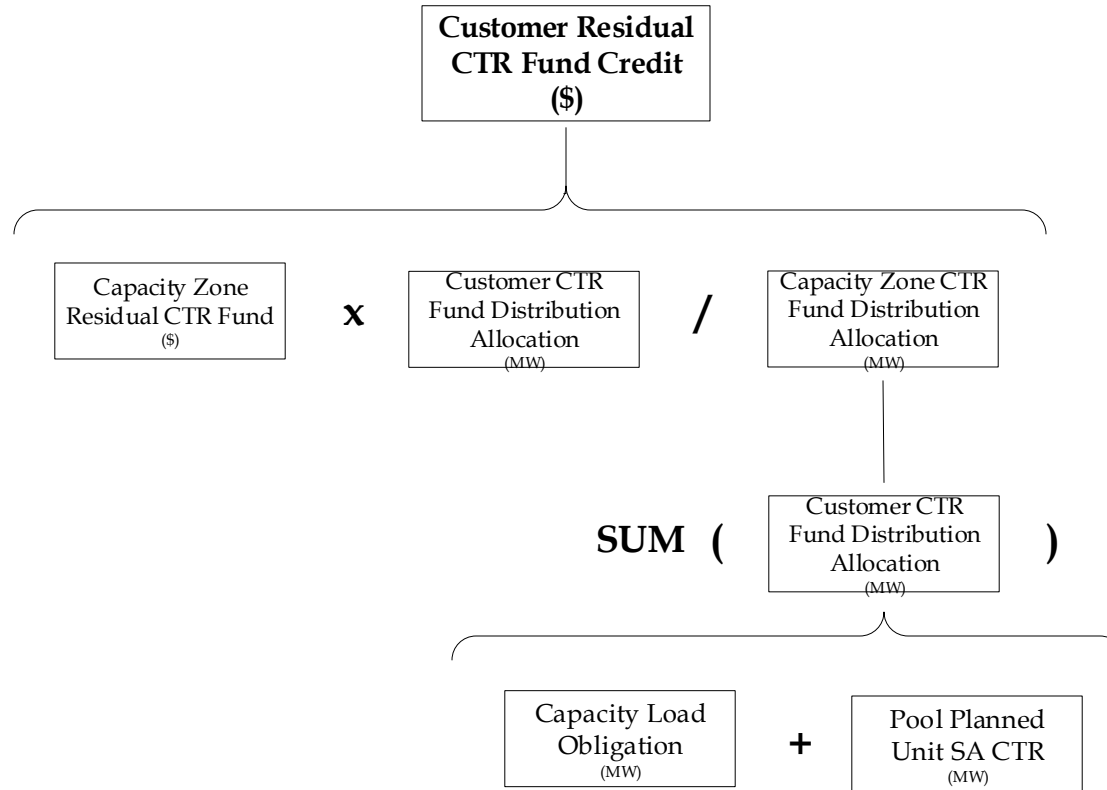 Customer Residual
CTR Fund Credit
($)
Capacity Zone
Residual CTR Fund
($)
x
Customer CTR
Fund Distribution
Allocation
(MW)
/
Capacity Zone CTR
Fund Distribution
Allocation
(MW)
SUM (
Customer CTR
Fund Distribution
Allocation
(MW)
)
Capacity Load
Obligation
(MW)
+
Pool Planned
Unit SA CTR
(MW)